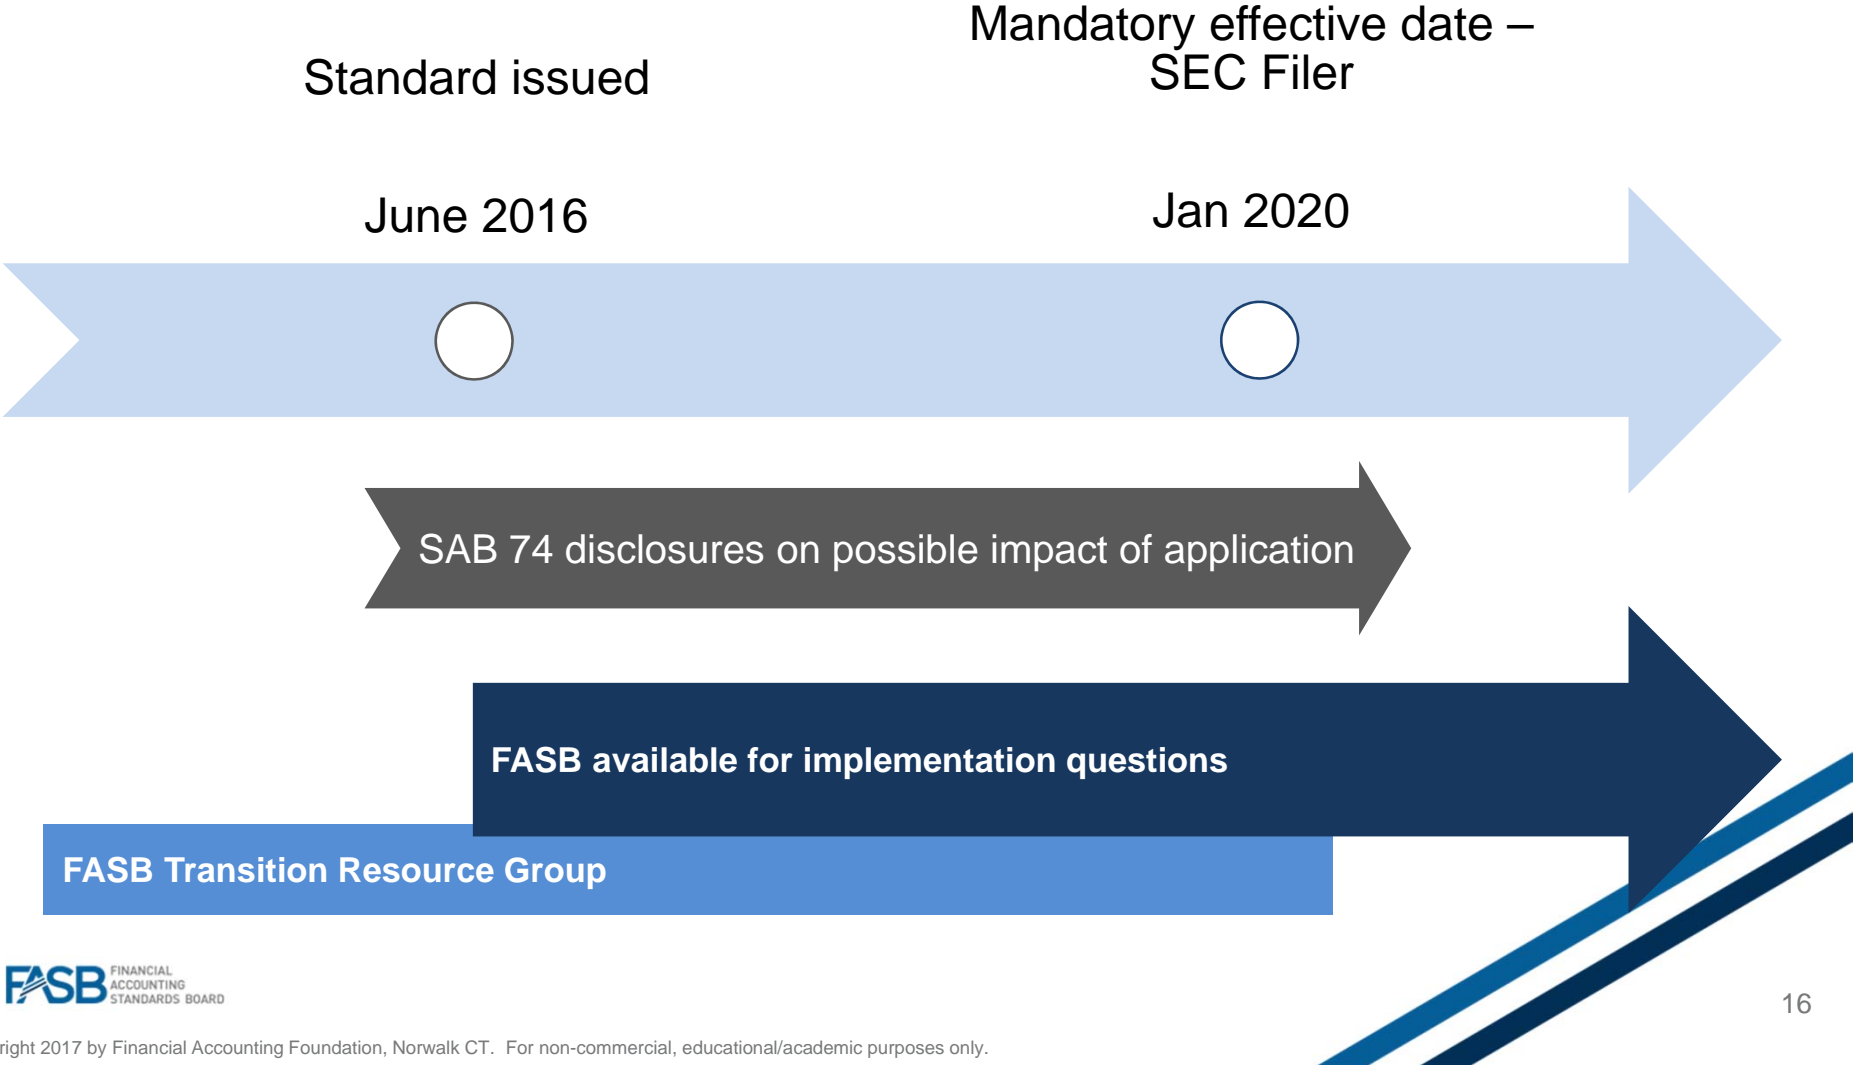 Mandatory effective date –
SEC Filer
Standard issued
June 2016
Jan 2020
SAB 74 disclosures on possible impact of application
FASB available for implementation questions
FASB Transition Resource Group
FASB
FINANCIAL
ACCOUNTING
STANDARDS BOARD
16
right 2017 by Financial Accounting Foundation, Norwalk CT. For non-commercial, educational/academic purposes only.